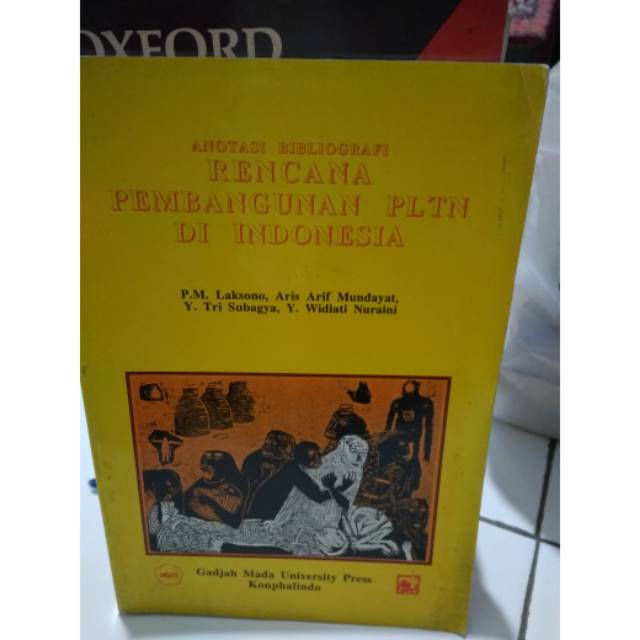 OXFORD
ANOTASI BIBLIOGRAFI
RENCANA
PEMBANGUNAN PLTN
DI INDONESIA
P.M. Laksono, Aris Arif Mundayat,
Y. Tri Subagya, Y. Widiati Nuraini
Gadjah Mada University Press
Konphalindo